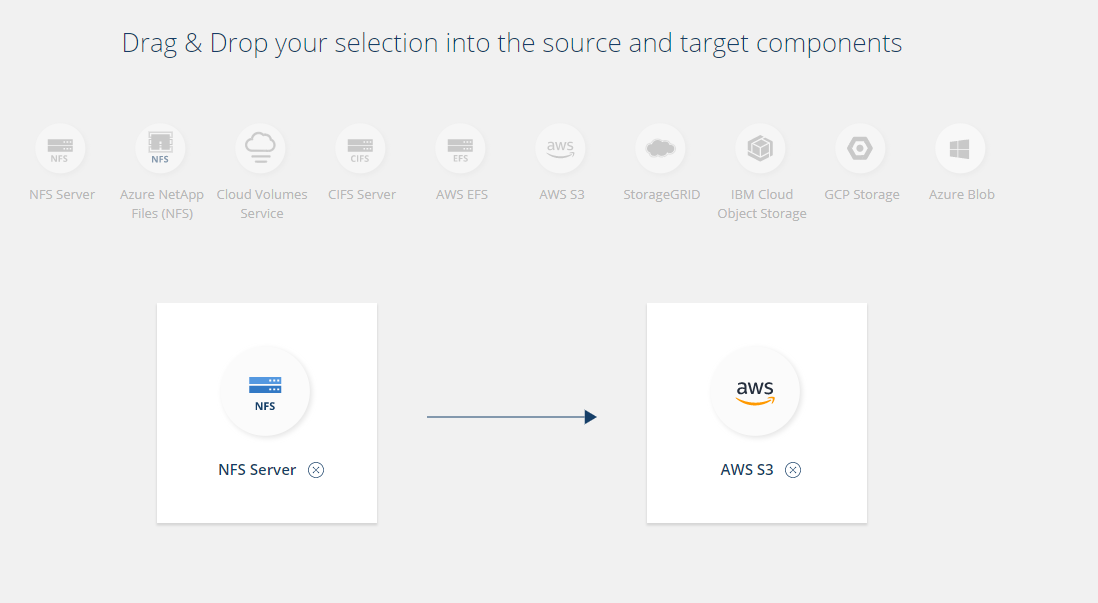 Drag & Drop your selection into the source and target components
NFS
NFS
CIFS
EFS
aws
NFS Server
Azure NetApp
Files (NFS)
Cloud Volumes
Service
CIFS Server
AWS EFS
AWS S3
StorageGRID
IBM Cloud
Object Storage
GCP Storage
Azure Blob
NFS
NFS Server
aws
AWS S3